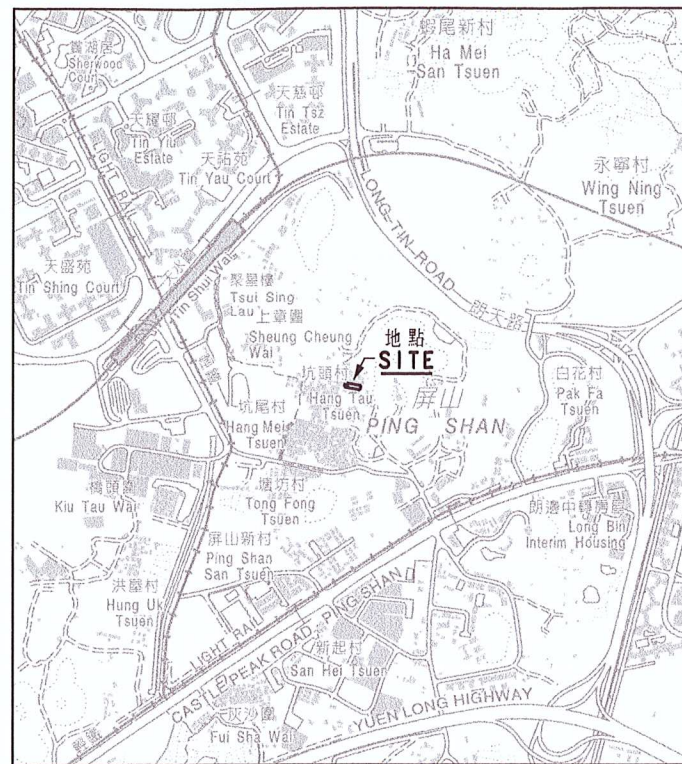 賞湖居
Sherwood
Court
天耀邨
Tin Yiu
Estate
LIGHT RAIL
天慈邨
Tin Tsz
Estate
天祐苑
Tin Yau Court
蝦尾新村
Ha Mei
San Tsuen
永寧村
Wing Ning
Tsuen
天盛苑
Tin Shing Court
Tin Shui Wai
聚星樓
Tsui Sing
Lau
上章圍
Sheung Cheung
Wai
LONG TIN ROAD 朗天路
地點
SITE
坑頭村
Hang Tau
Tsuen
屏山
PING SHAN
白花村
Pak Fa
Tsuen
坑尾村
Hang Mei
Tsuen
橋頭圍
Kiu Tau Wai
塘坊村
Tong Fong
Tsuen
朗邊中轉房屋
Long Bin
Interim Housing
屏山新村
Ping Shan
San Tsuen
洪屋村
Hung Uk
Tsuen
LIGHT RAIL
CASTLE PEAK ROAD - PING SHAN
新起村
San Hei Tsuen
灰沙圍
Fui Sha Wai
YUEN LONG HIGHWAY